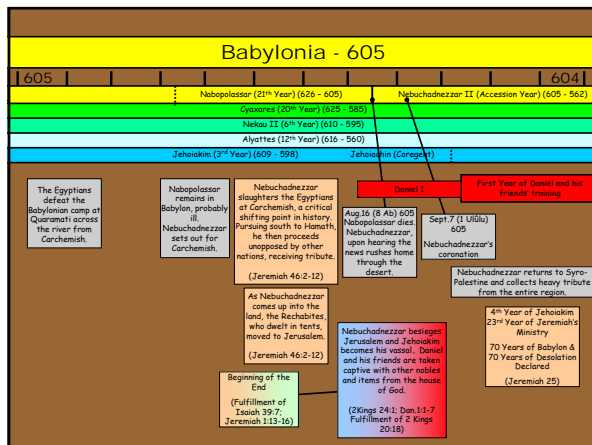 Babylonia - 605
605
604
Nabopolassar (21th Year) (626 – 605)
Nebuchadnezzar II (Accession Year) (605 - 562)
Cyaxares (20th Year) (625 - 585)
Nekau II (6th Year) (610 - 595)
Alyattes (12th Year) (616 - 560)
Jehoiakim (3rd Year) (609 – 598)
Jehoiachin (Coregent)
The Egyptians
defeat the
Babylonian camp at
Quaramati across
the river from
Carchemish.
Nabopolassar
remains in
Babylon, probably
ill.
Nebuchadnezzar
sets out for
Carchemish.
Nebuchadnezzar
slaughters the Egyptians
at Carchemish, a critical
shifting point in history.
Pursuing south to Hamath,
he then proceeds
unopposed by other
nations, receiving tribute.
(Jeremiah 46:2-12)
Daniel 1
First Year of Daniel and his
friends' training
Aug.16 (8 Ab) 605
Nabopolassar dies.
Nebuchadnezzar,
upon hearing the
news rushes home
through the
desert.
Sept.7 (1 Ulûlu)
605
Nebuchadnezzar's
coronation
Nebuchadnezzar returns to Syro-
Palestine and collects heavy tribute
from the entire region.
As Nebuchadnezzar
comes up into the
land, the Rechabites,
who dwelt in tents,
moved to Jerusalem.
(Jeremiah 46:2-12)
4th Year of Jehoiakim
23rd Year of Jeremiah's
Ministry
70 Years of Babylon &
70 Years of Desolation
Declared
(Jeremiah 25)
Nebuchadnezzar besieges
Jerusalem and Jehoiakim
becomes his vassal. Daniel
and his friends are taken
captive with other nobles
and items from the house
of God.
(2Kings 24:1; Dan.1:1-7
Fulfillment of 2 Kings
20:18)
Beginning of the
End
(Fulfillment of
Isaiah 39:7;
Jeremiah 1:13-16)